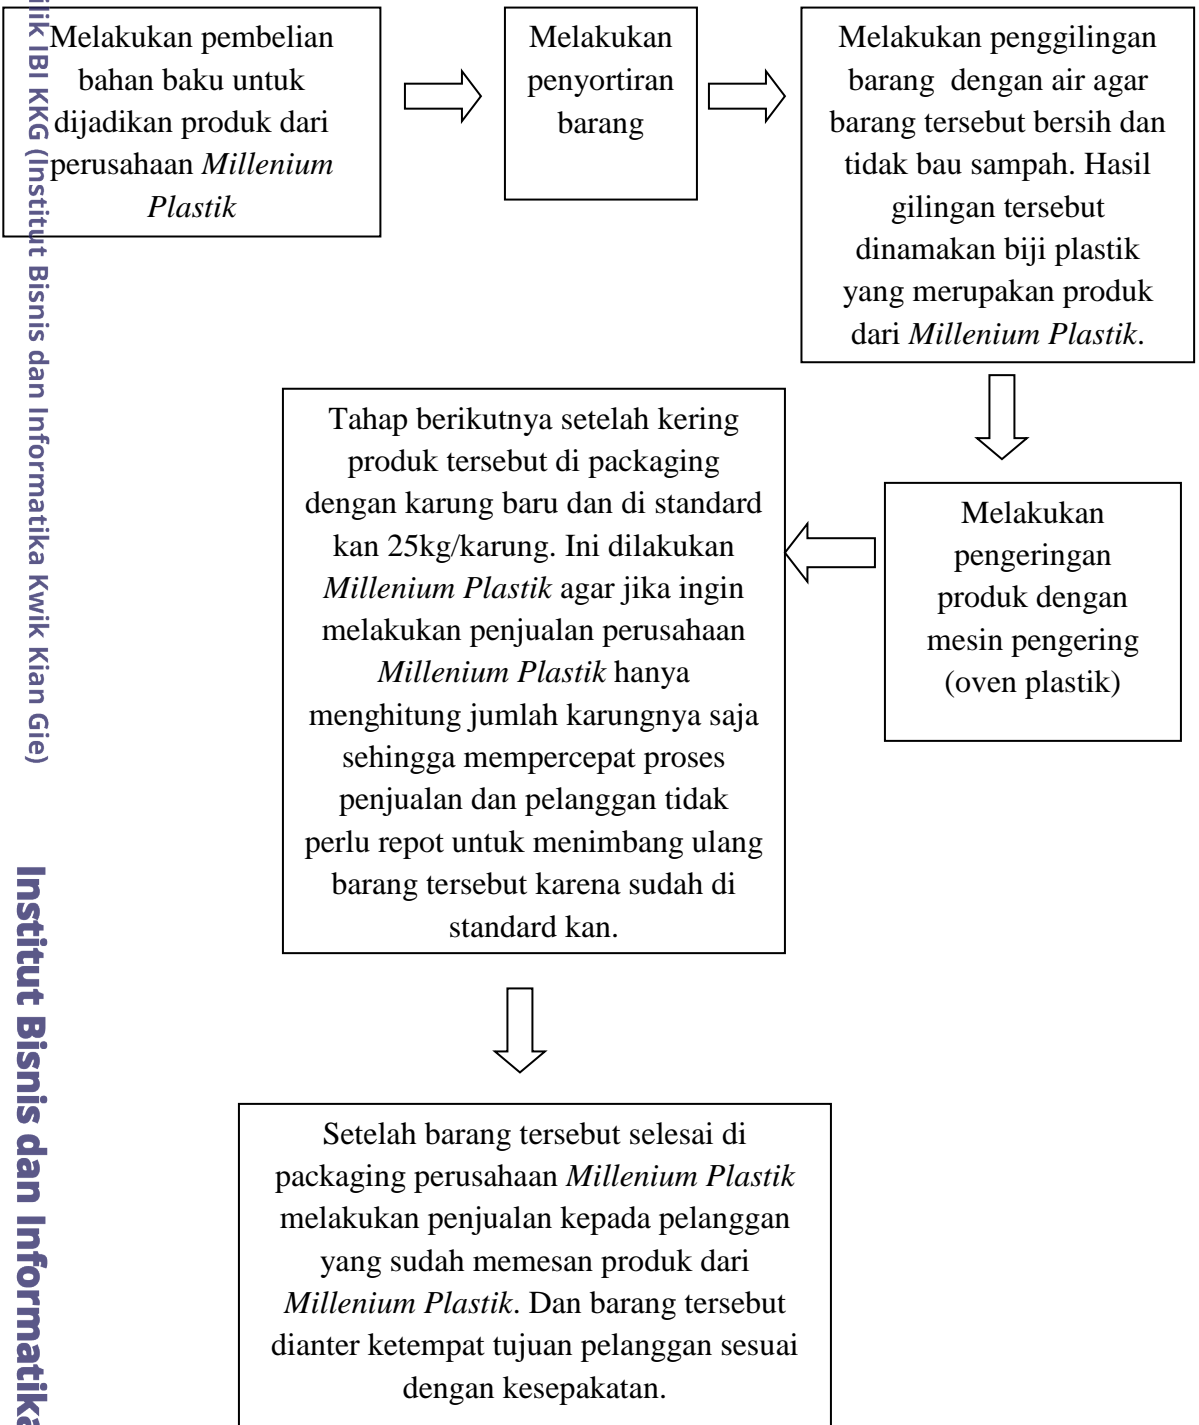 Melakukan pembelian
bahan baku untuk
dijadikan produk dari
perusahaan Millenium
Plastik
Melakukan
penyortiran
barang
Melakukan penggilingan
barang dengan air agar
barang tersebut bersih dan
tidak bau sampah. Hasil
gilingan tersebut
dinamakan biji plastik
yang merupakan produk
dari Millenium Plastik.
Melakukan
pengeringan
produk dengan
mesin pengering
(oven plastik)
Tahap berikutnya setelah kering
produk tersebut di packaging
dengan karung baru dan di standard
kan 25kg/karung. Ini dilakukan
Millenium Plastik agar jika ingin
melakukan penjualan perusahaan
Millenium Plastik hanya
menghitung jumlah karungnya saja
sehingga mempercepat proses
penjualan dan pelanggan tidak
perlu repot untuk menimbang ulang
barang tersebut karena sudah di
standard kan.
Setelah barang tersebut selesai di
packaging perusahaan Millenium Plastik
melakukan penjualan kepada pelanggan
yang sudah memesan produk dari
Millenium Plastik. Dan barang tersebut
dianter ketempat tujuan pelanggan sesuai
dengan kesepakatan.
IBI KKG (Institut Bisnis dan Informatika Kwik Kian Gie)
Institut Bisnis dan Informatika